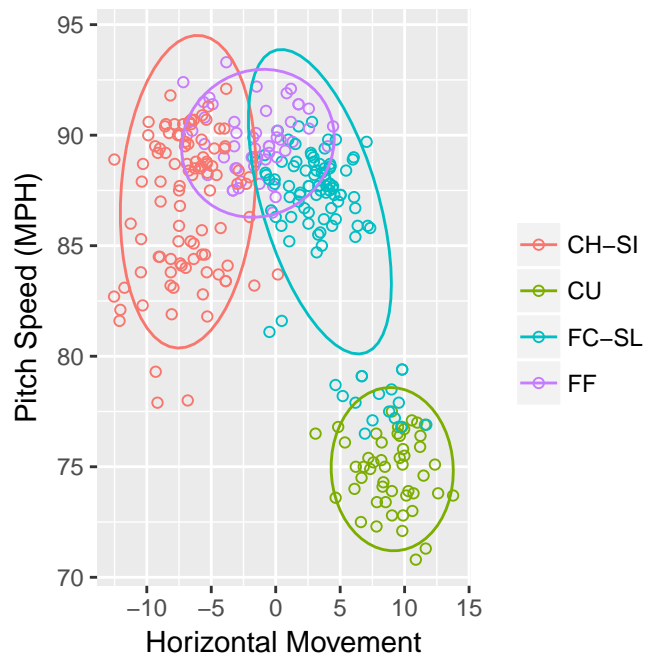 95
90
85
80
75
70
Pitch Speed (MPH)
−10 −5 0 5 10 15
Horizontal Movement
CH−SI
CU
FC−SL
FF